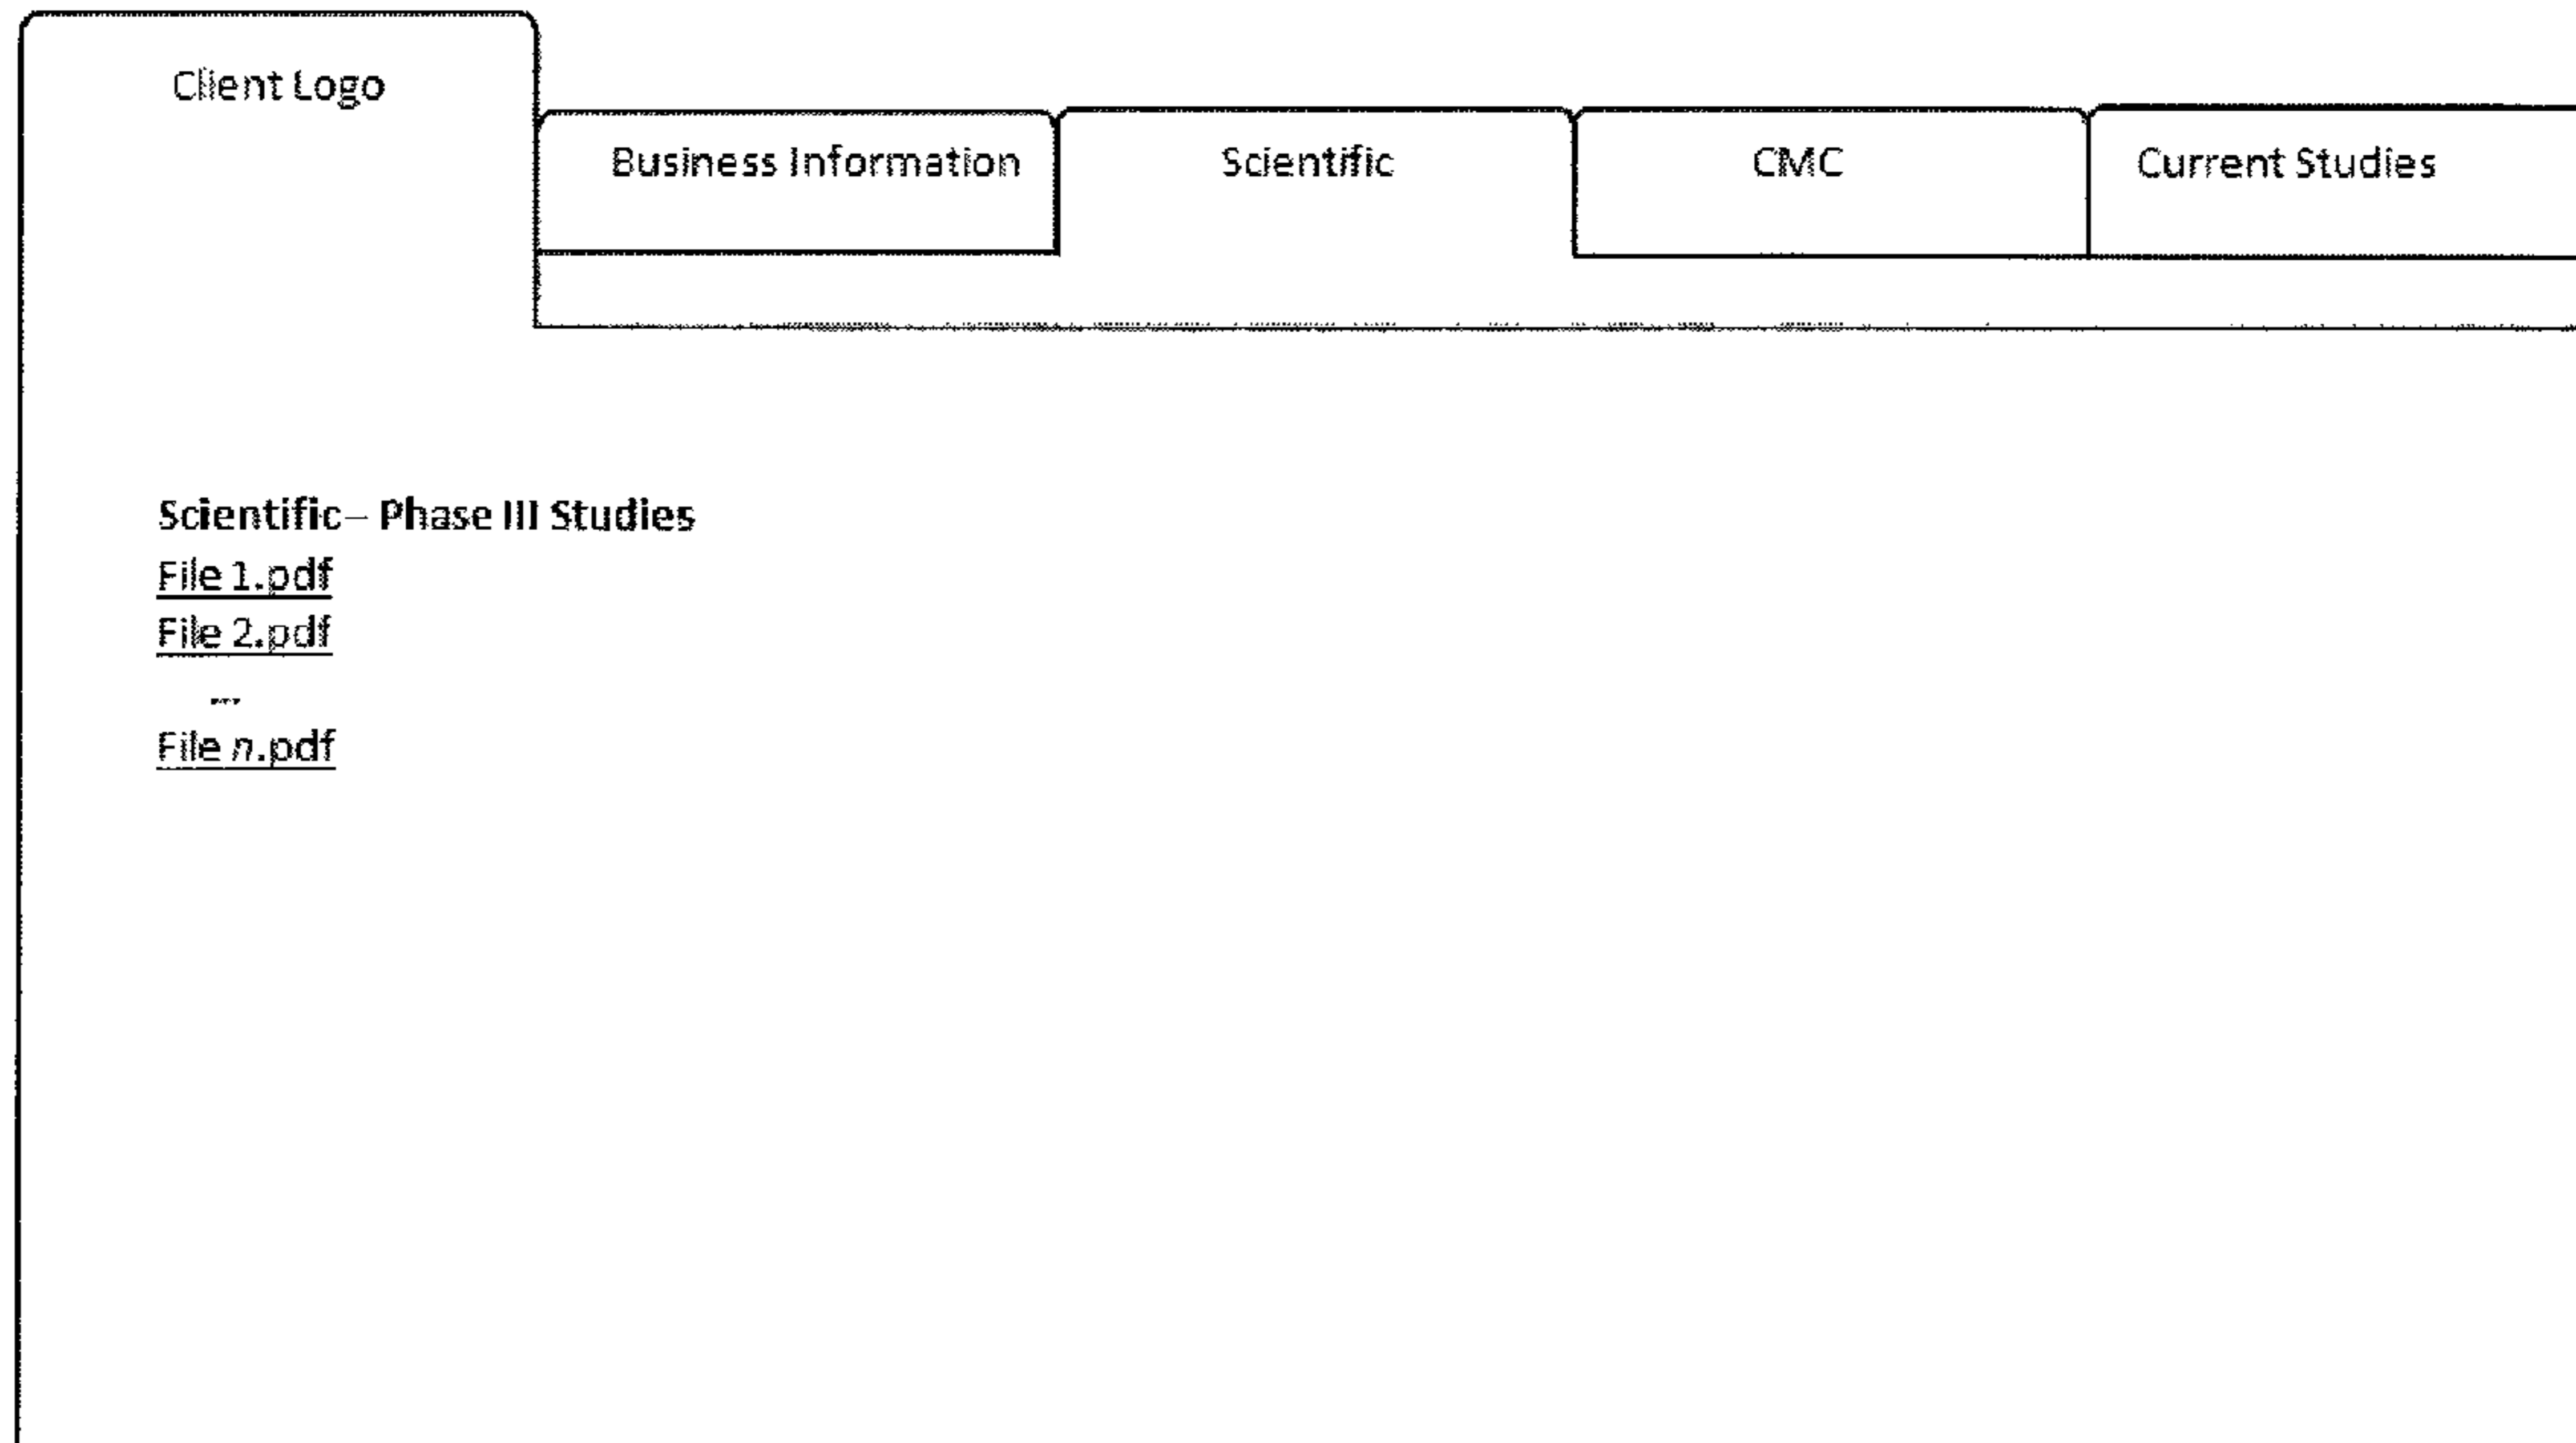 Client Logo
Business Information
Scientific
CMC
Current Studies
Scientific– Phase III Studies
File 1.pdf
File 2.pdf
...
File n.pdf